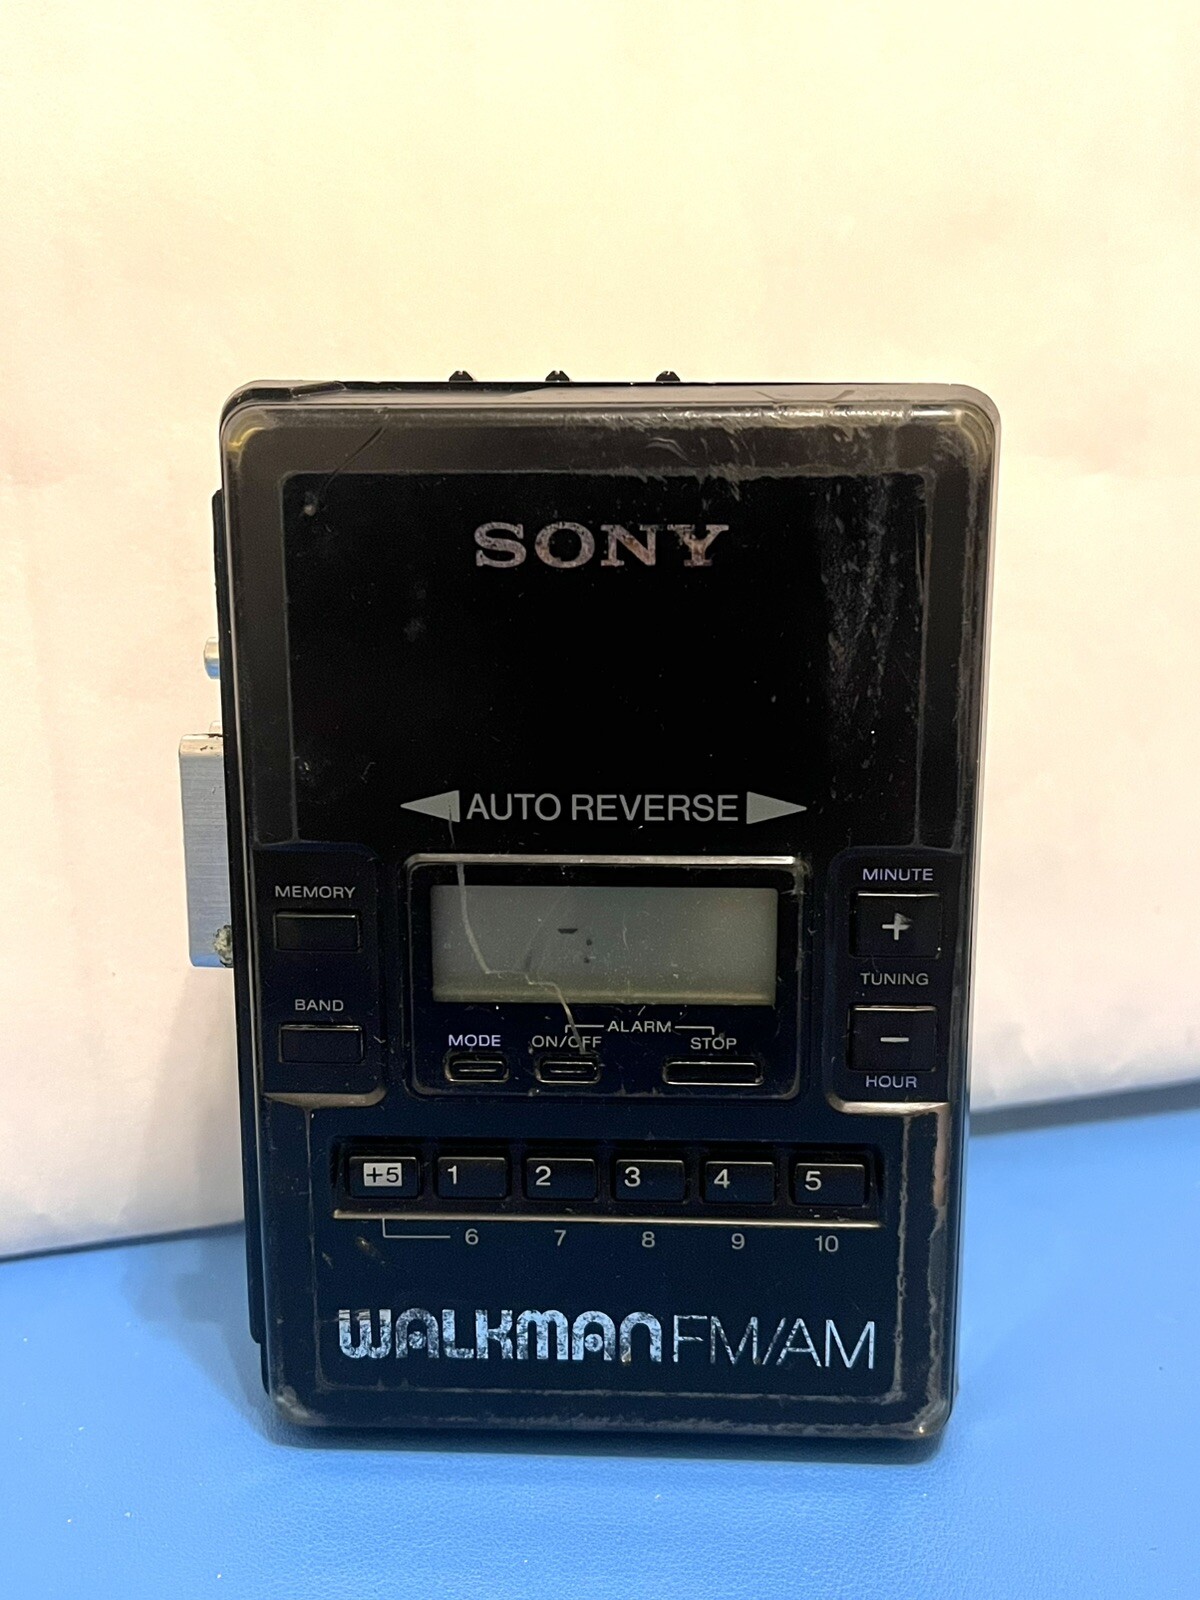 SONY
AUTO REVERSE
MEMORY
MINUTE
+
TUNING
BAND
-
HOUR
ALARM
MODE ON/OFF STOP
+5 1 2 3 4 5
6 7 8 9 10
WALKMAN FM/AM